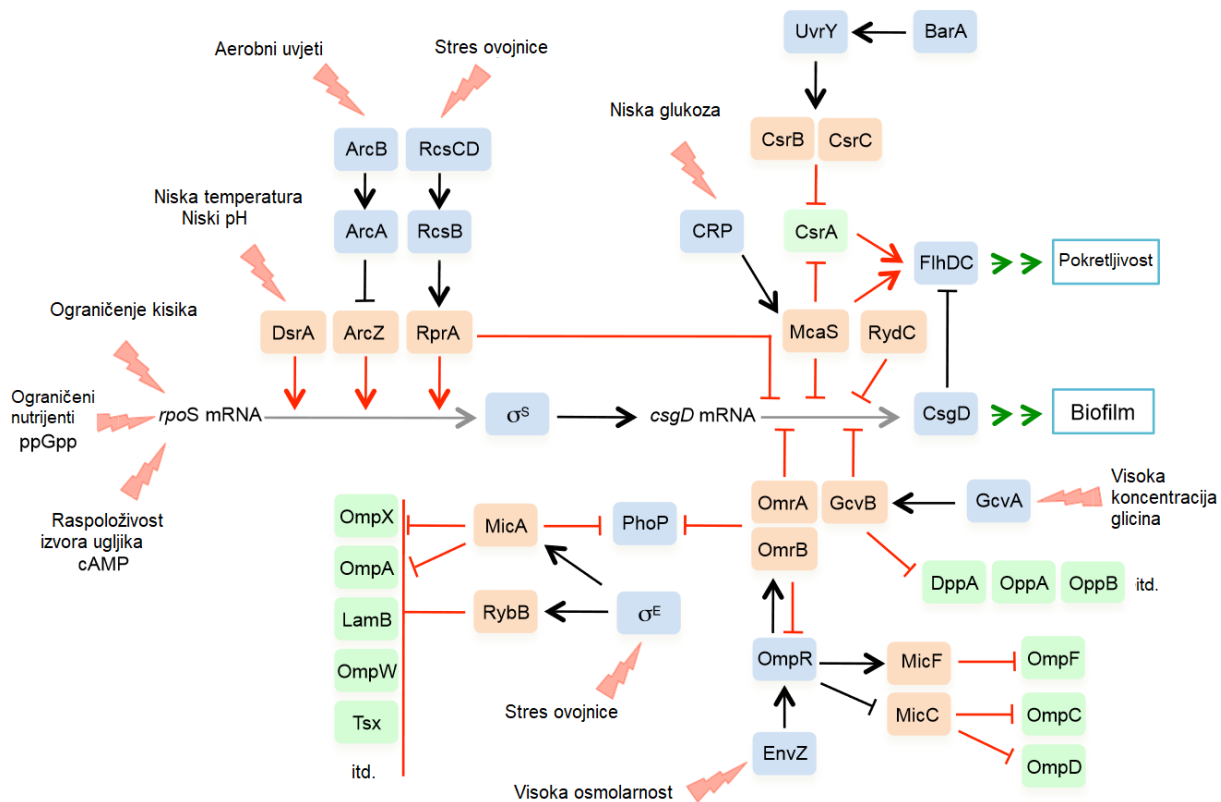 UvrY
BarA
Aerobni uvjeti
Stres ovojnice
Niska glukoza
CsrB
CsrC
ArcB
RcsCD
Niska temperatura
Niski pH
ArcA
RcsB
CRP
CsrA
FlhDC
Pokretljivost
Ograničenje kisika
DsrA
ArcZ
RprA
McaS
RydC
Ograničeni
nutrijenti
ppGpp
rpoS mRNA
σS
csgD mRNA
CsgD
Biofilm
Raspoloživost
izvora ugljika
cAMP
OmpX
OmpA
LamB
OmpW
Tsx
itd.
MicA
PhoP
RybB
σE
Stres ovojnice
OmrA
OmrB
GcvB
GcvA
Visoka
koncentracija
glicina
DppA
OppA
OppB
itd.
OmpR
MicF
OmpF
MicC
OmpC
OmpD
EnvZ
Visoka osmolarnost